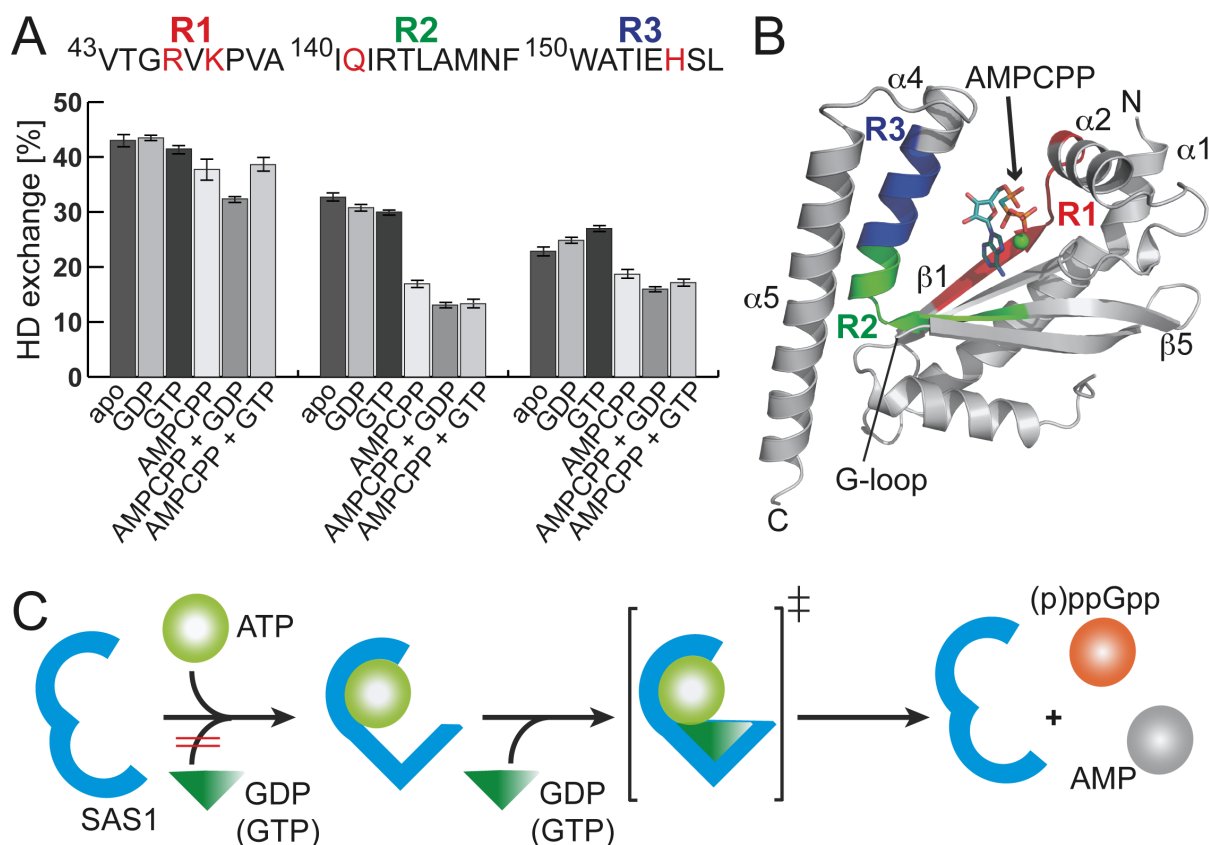 A
R1 R2 R3
43VTGRVKPVA 140IQIRTLAMNF 150WATIEHSL
HD exchange [%]
50
40
30
20
10
0
apo GDP GTP AMPCPP AMPCPP + GDP AMPCPP + GTP
apo GDP GTP AMPCPP AMPCPP + GDP AMPCPP + GTP
apo GDP GTP AMPCPP AMPCPP + GDP AMPCPP + GTP
B
AMPCPP
α4
N
R3
α2
α1
R1
β1
α5
R2
β5
G-loop
C
C
ATP
SAS1
GDP
(GTP)
GDP
(GTP)
‡
(p)ppGpp
+
AMP